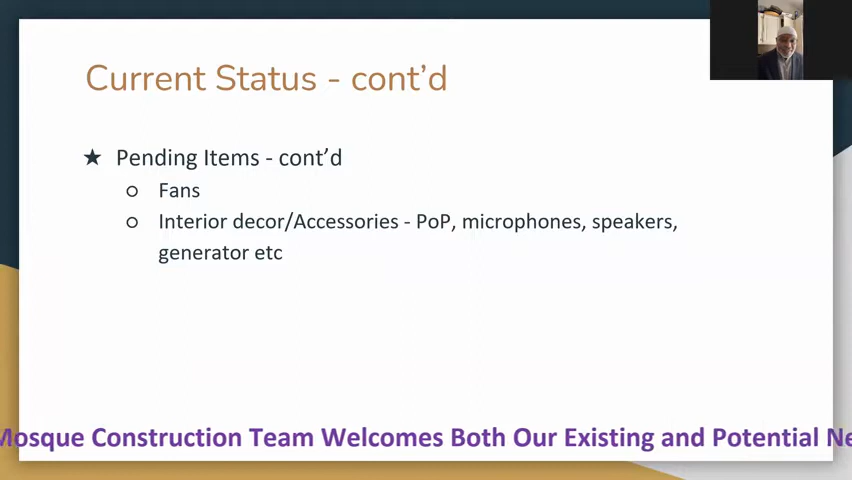 Current Status - cont’d
★ Pending Items - cont’d
○ Fans
○ Interior decor/Accessories - PoP, microphones, speakers,
generator etc
Mosque Construction Team Welcomes Both Our Existing and Potential